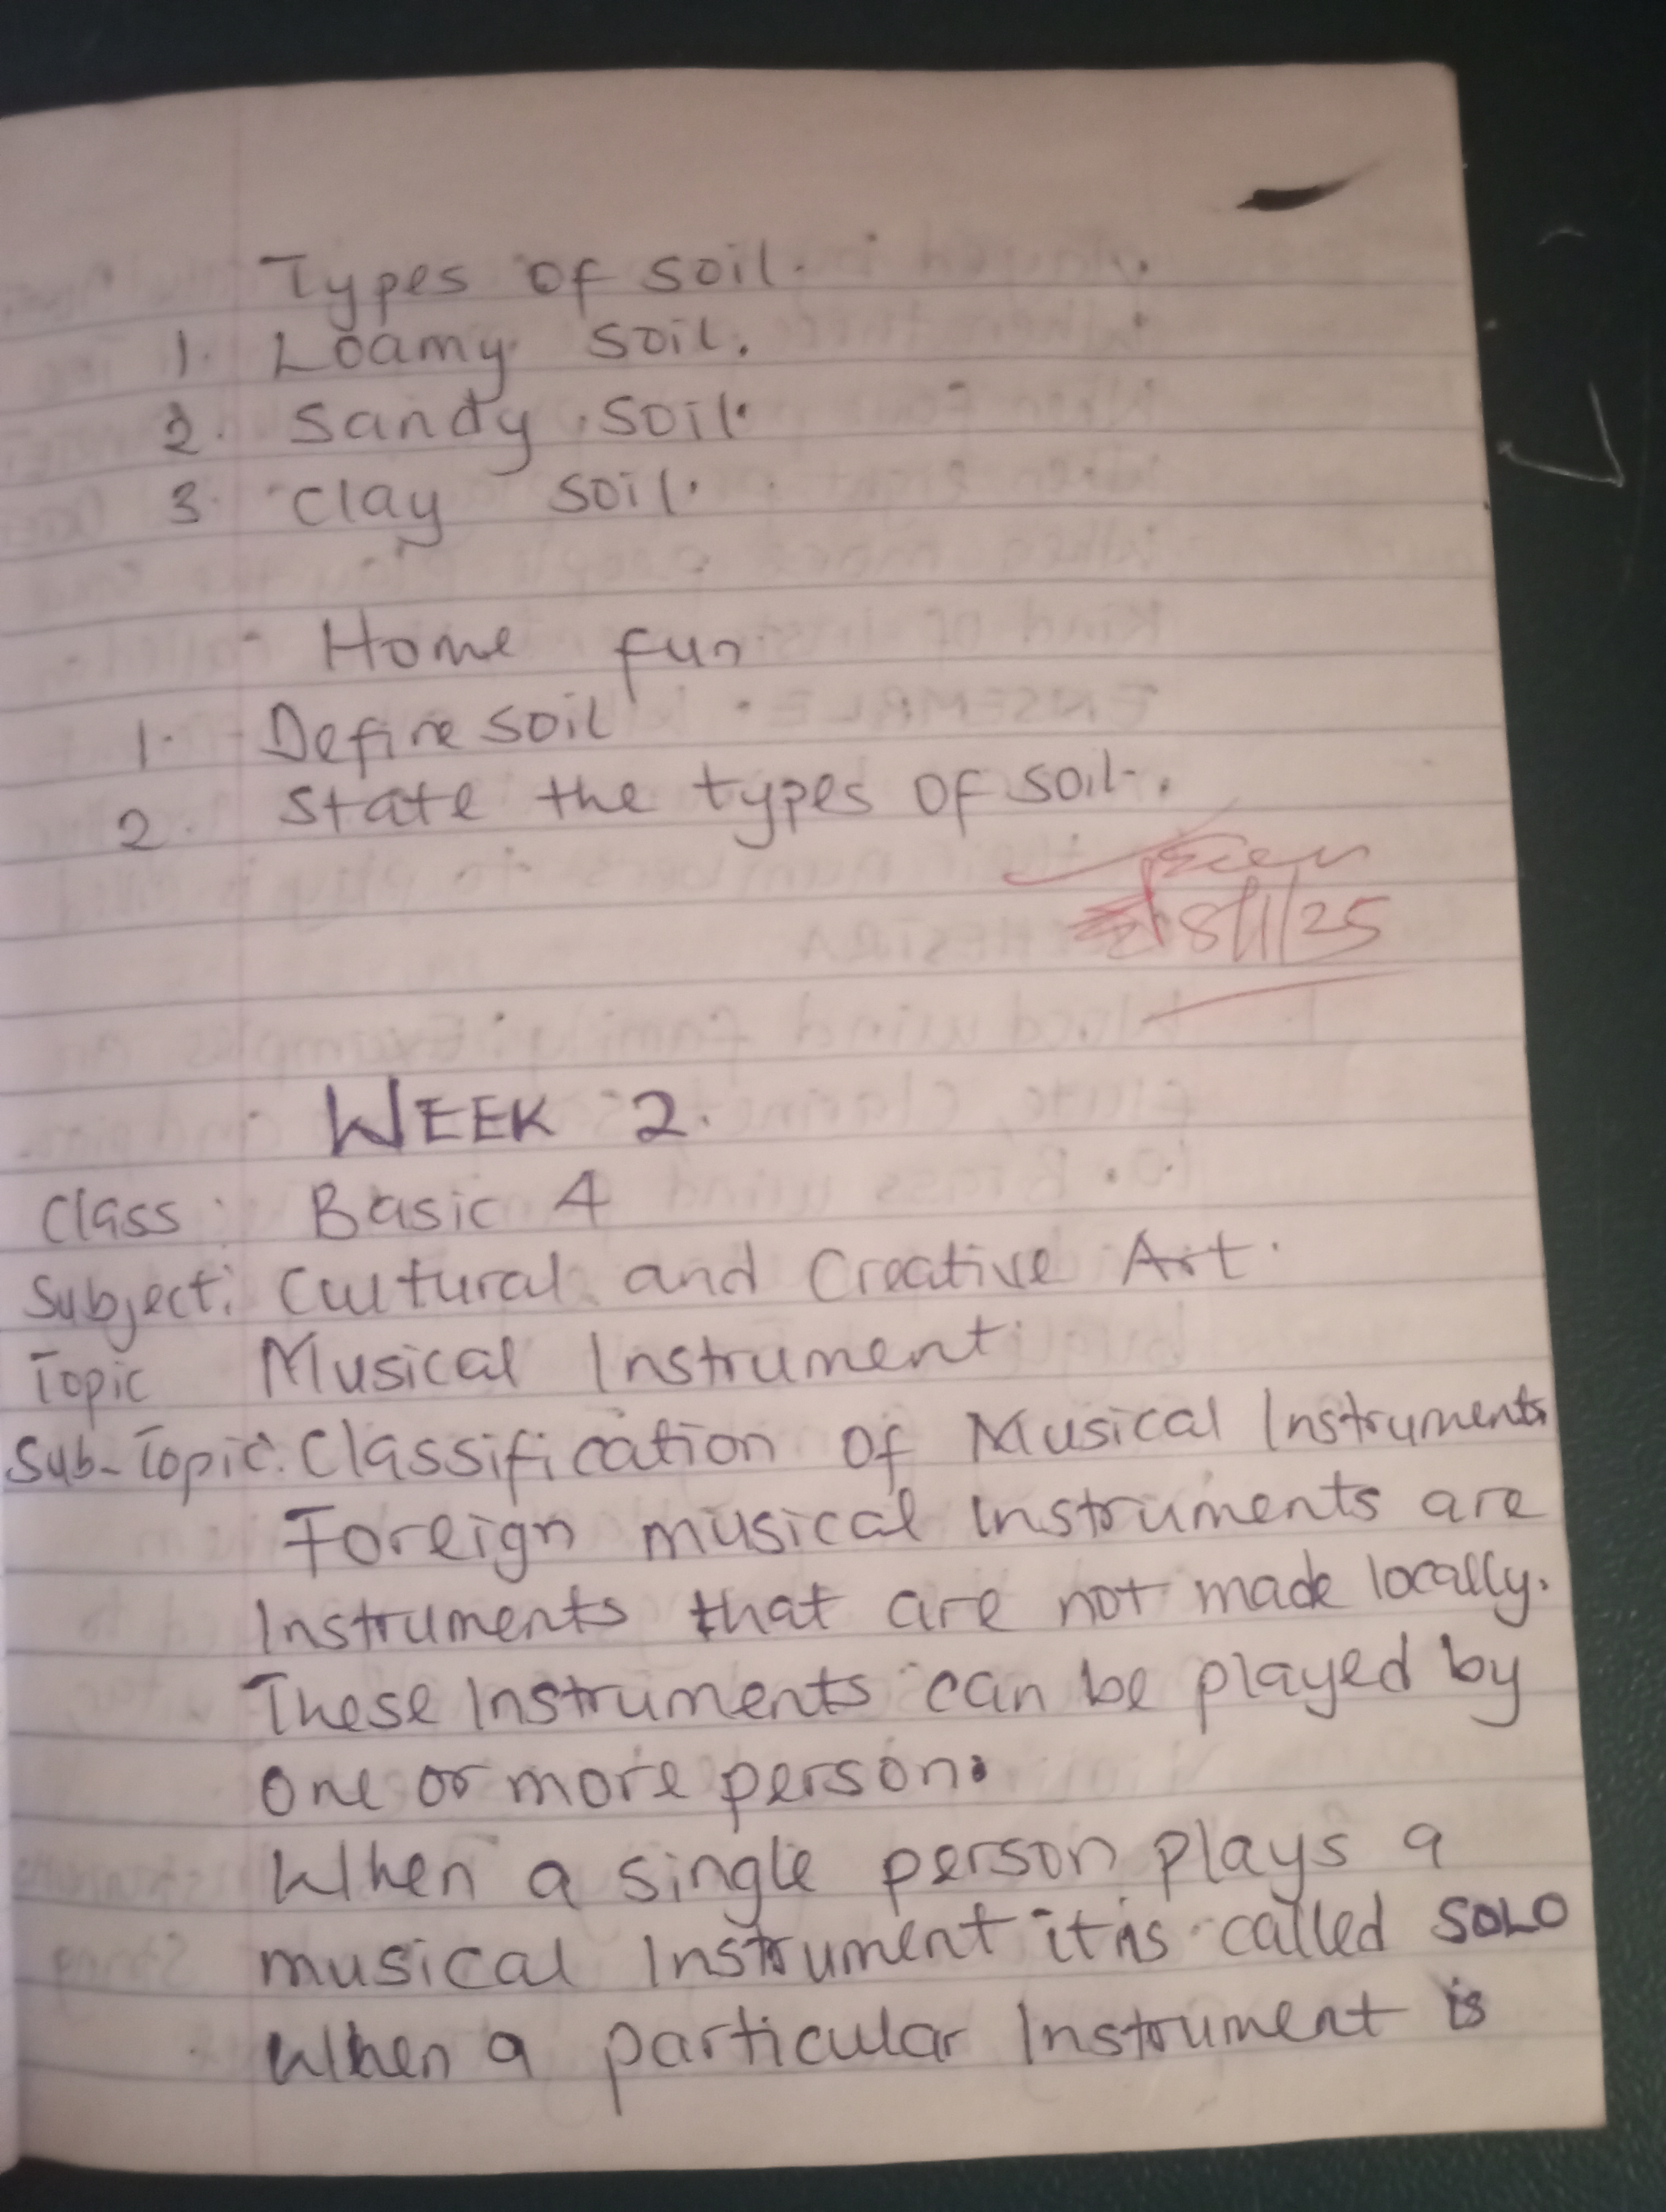 Types of soil.
1. Loamy soil.
2. Sandy soil.
3. Clay soil.
Home fun
1. Define soil
2 State the types of soil.
8/1/25
WEEK 2.
Class: Basic 4
Subject: Cultural and Creative Art.
Topic Musical Instrument
Sub-Topic: Classification of Musical Instruments
Foreign musical Instruments are
Instruments that are not made locally.
These Instruments can be played by
one or more person.
When a single person plays a
musical Instrument it is called SOLO
When a particular Instrument is